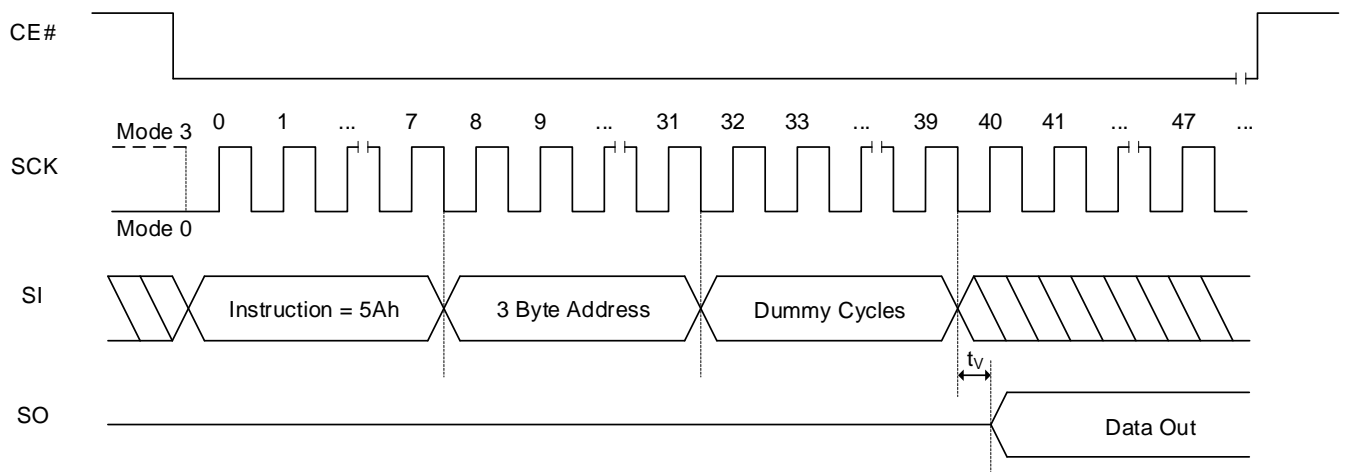 CE#
Mode 3 0 1 ... 7 8 9 ... 31 32 33 ... 39 40 41 ... 47 ...
SCK
Mode 0
SI Instruction = 5Ah 3 Byte Address Dummy Cycles
tV
SO Data Out